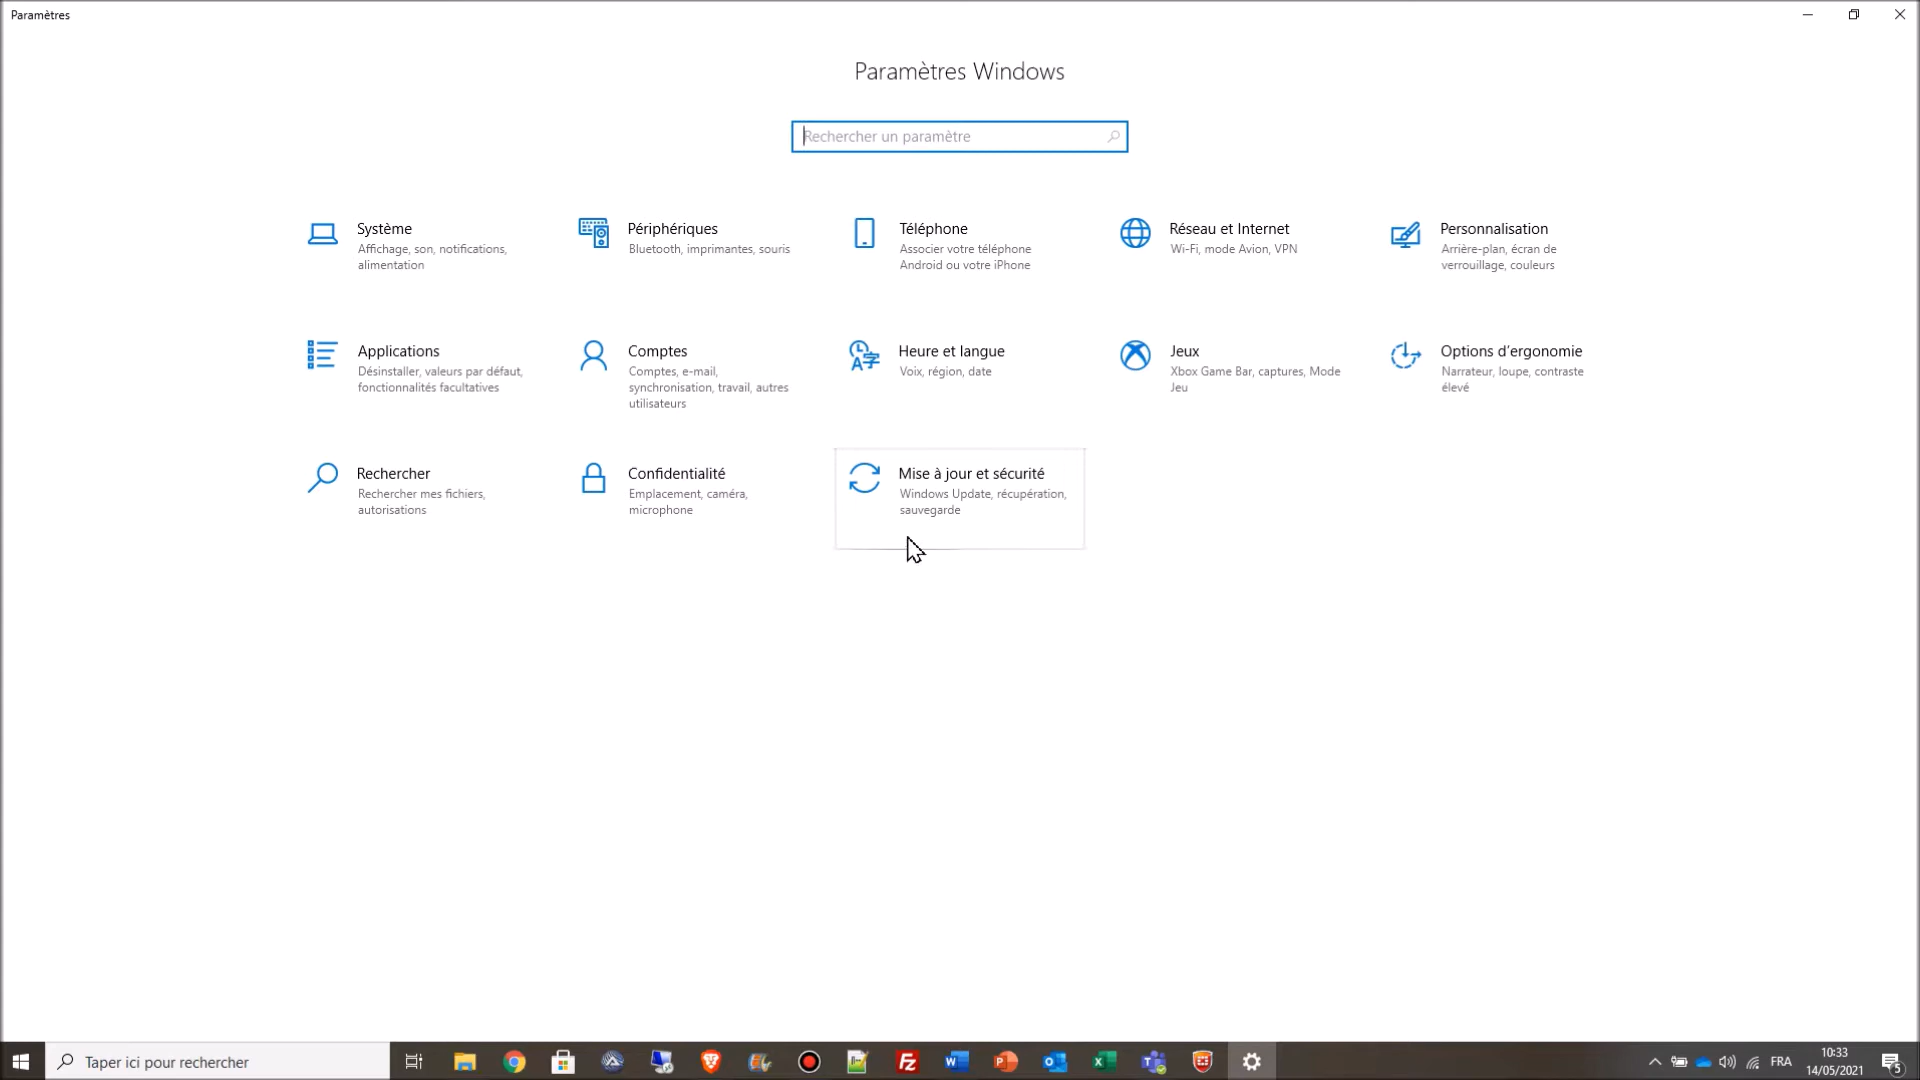 Paramètres
Paramètres Windows
Rechercher un paramètre
Système
Affichage, son, notifications,
alimentation
Périphériques
Bluetooth, imprimantes, souris
Téléphone
Associer votre téléphone
Android ou votre iPhone
Réseau et Internet
Wi-Fi, mode Avion, VPN
Personnalisation
Arrière-plan, écran de
verrouillage, couleurs
Applications
Désinstaller, valeurs par défaut,
fonctionnalités facultatives
Comptes
Comptes, e-mail,
synchronisation, travail, autres
utilisateurs
Heure et langue
Voix, région, date
Jeux
Xbox Game Bar, captures, Mode
Jeu
Options d'ergonomie
Narrateur, loupe, contraste
élevé
Rechercher
Rechercher mes fichiers,
autorisations
Confidentialité
Emplacement, caméra,
microphone
Mise à jour et sécurité
Windows Update, récupération,
sauvegarde
Taper ici pour rechercher
FRA
10:33
14/05/2021
5